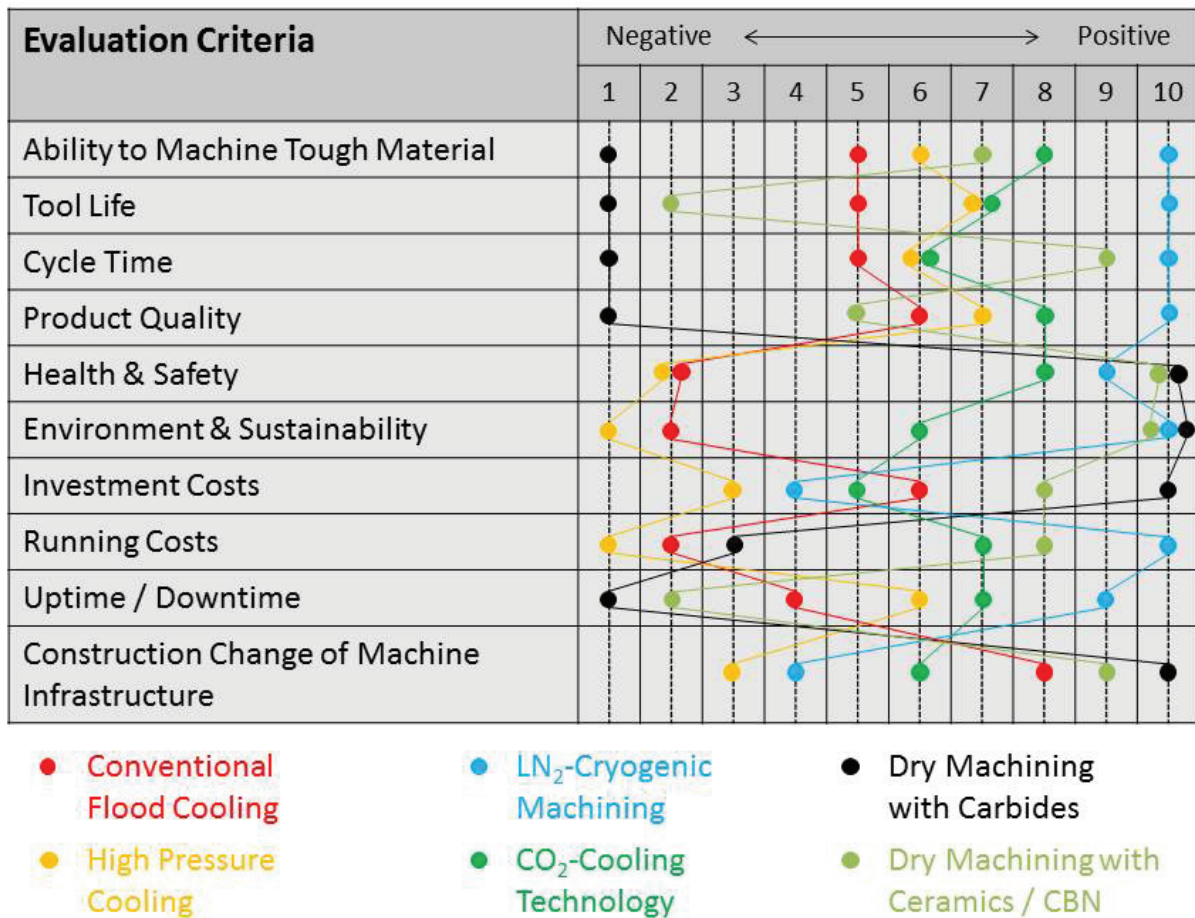 Evaluation Criteria
Negative Positive
1 2 3 4 5 6 7 8 9 10
Ability to Machine Tough Material
Tool Life
Cycle Time
Product Quality
Health & Safety
Environment & Sustainability
Investment Costs
Running Costs
Uptime / Downtime
Construction Change of Machine
Infrastructure
Conventional
Flood Cooling
LN₂-Cryogenic
Machining
Dry Machining
with Carbides
High Pressure
Cooling
CO₂-Cooling
Technology
Dry Machining with
Ceramics / CBN